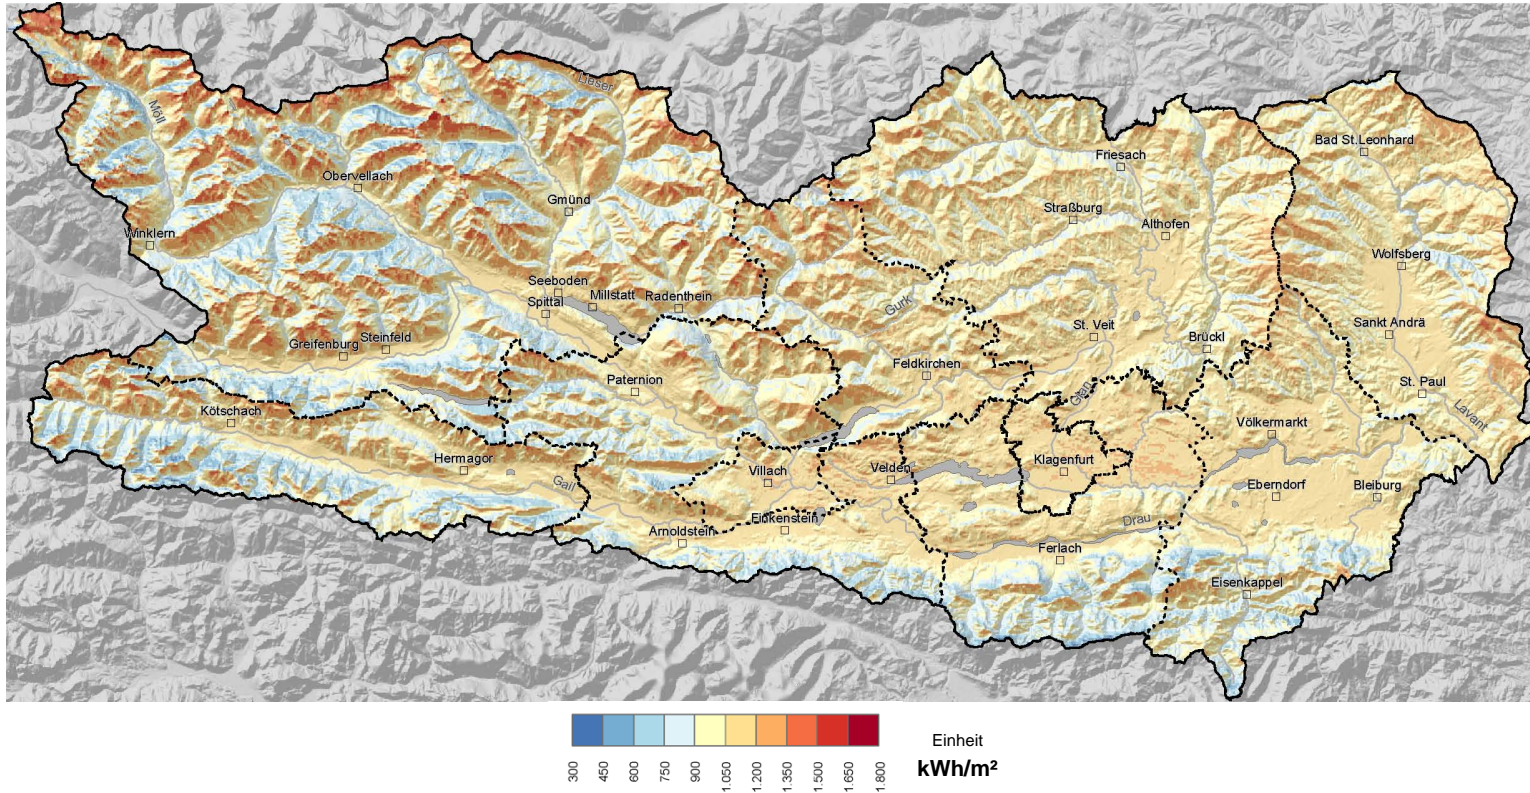 Lieser
Möll
Bad St.Leonhard
Friesach
Obervellach
Gmünd
Straßburg
Althofen
Winklern
Wolfsberg
Seeboden
Millstatt
Radenthein
Spittal
Gurk
St. Veit
Sankt Andrä
Greifenburg
Steinfeld
Brückl
Feldkirchen
Paternion
St. Paul
Glan
Kötschach
Lavant
Völkermarkt
Hermagor
Villach
Velden
Klagenfurt
Gail
Eberndorf
Bleiburg
Finkenstein
Drau
Arnoldstein
Ferlach
Eisenkappel
300
450
600
750
900
1.050
1.200
1.350
1.500
1.650
1.800
Einheit
kWh/m²